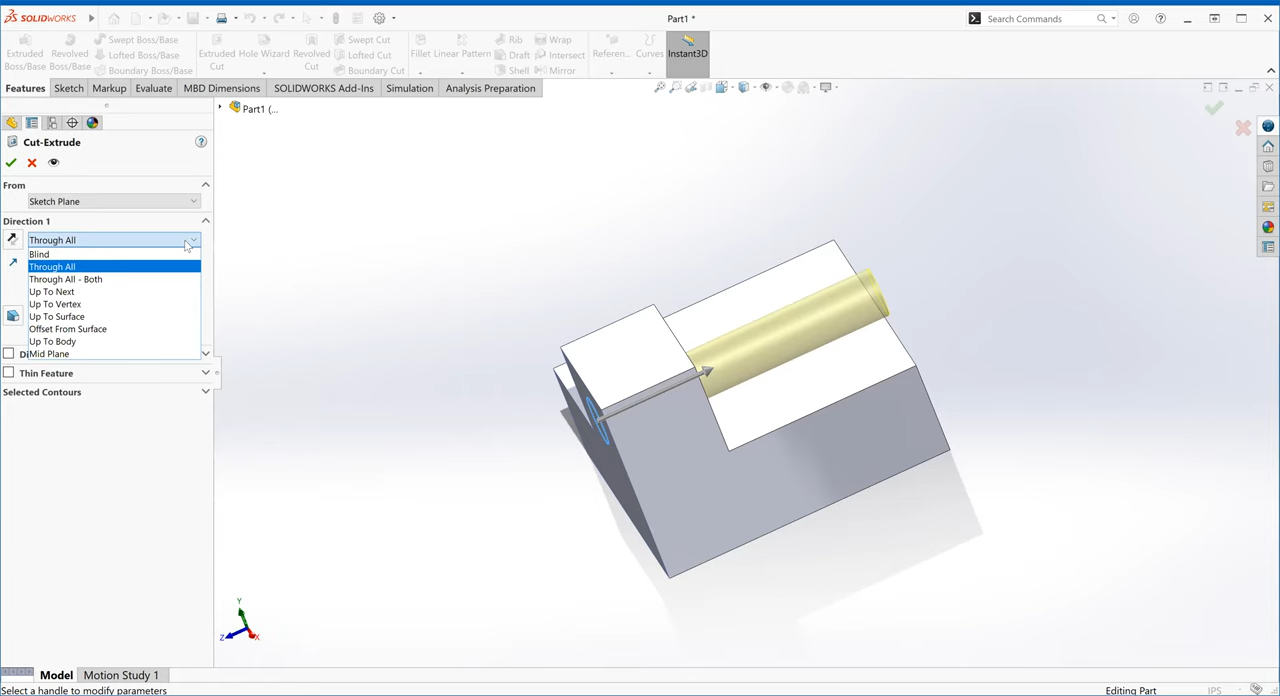 SOLIDWORKS
Part1 *
Search Commands
Extruded Boss/Base
Revolved Boss/Base
Swept Boss/Base
Lofted Boss/Base
Boundary Boss/Base
Extruded Cut
Hole Wizard
Revolved Cut
Swept Cut
Lofted Cut
Boundary Cut
Fillet
Linear Pattern
Rib
Draft
Shell
Wrap
Intersect
Mirror
Referen...
Curves
Instant3D
Features
Sketch
Markup
Evaluate
MBD Dimensions
SOLIDWORKS Add-Ins
Simulation
Analysis Preparation
Part1 (...
Cut-Extrude
From
Sketch Plane
Direction 1
Through All
Blind
Through All
Through All - Both
Up To Next
Up To Vertex
Up To Surface
Offset From Surface
Up To Body
Mid Plane
Di
Thin Feature
Selected Contours
Y
Z
X
Model
Motion Study 1
Select a handle to modify parameters
Editing Part
IPS